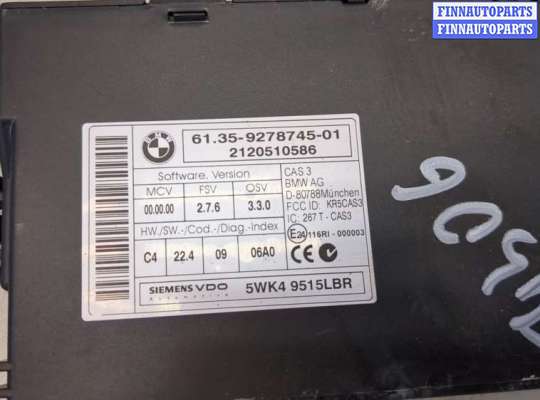 FINNAUTOPARTS
FINNAUTOPARTS
BMW
61.35-9278745-01
2120510586
Software. Version
MCV FSV OSV
00.00.00 2.7.6 3.3.0
HW./SW.-/Cod.-/Diag.-Index
C4 22.4 09 06A0
CAS 3
BMW AG
D-80788München
FCC ID: KR5CAS3
IC: 267 T - CAS3
E24 116RI - 000003
CE
SIEMENS VDO
Automotive
5WK4 9515LBR